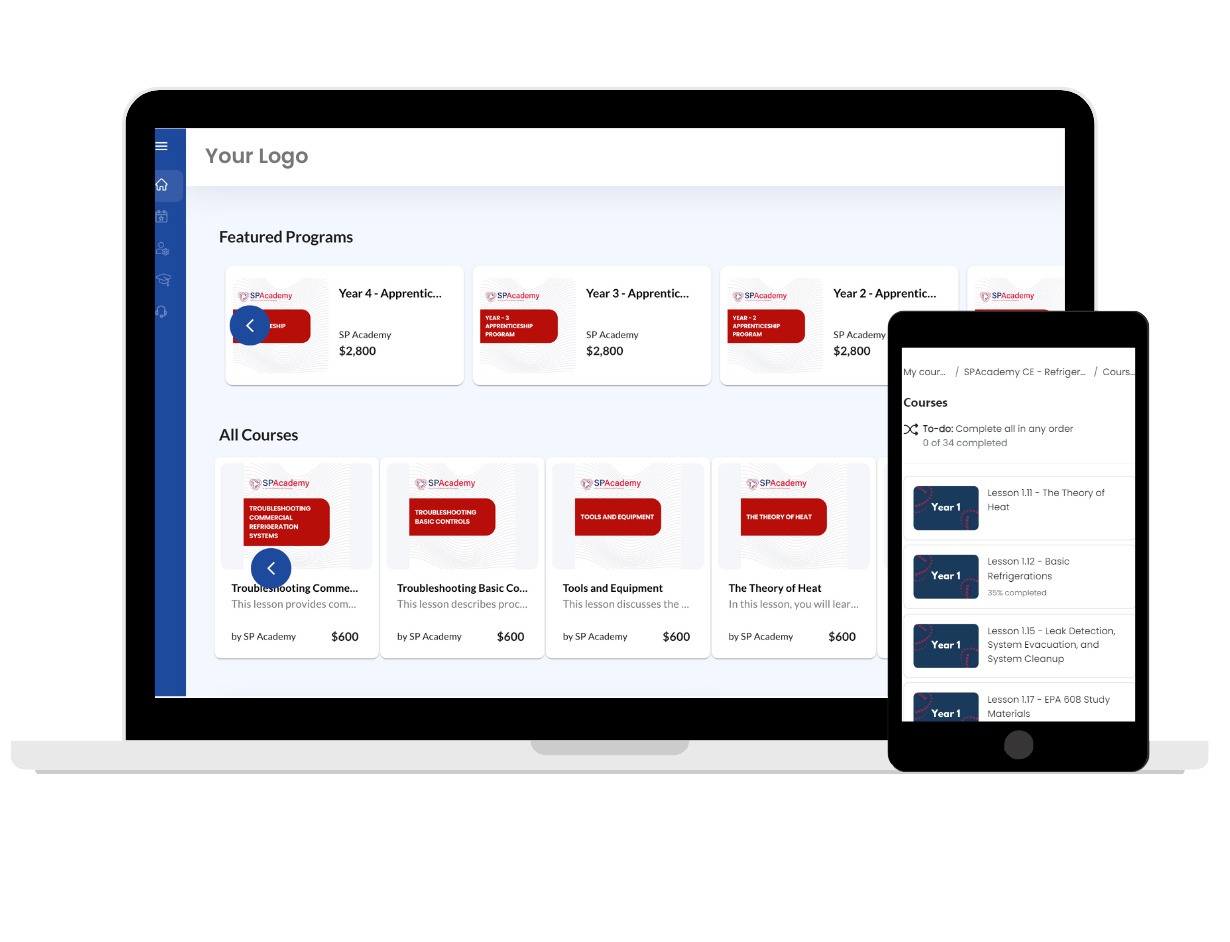 Your Logo
Featured Programs
SPAcademy
ESHIP
Year 4 - Apprentic...
SP Academy
$2,800
SPAcademy
YEAR - 3
APPRENTICESHIP
PROGRAM
Year 3 - Apprentic...
SP Academy
$2,800
SPAcademy
YEAR - 2
APPRENTICESHIP
PROGRAM
Year 2 - Apprentic...
SP Academy
$2,800
SPAcademy
All Courses
SPAcademy
TROUBLESHOOTING
COMMERCIAL
REFRIGERATION
SYSTEMS
Troubleshooting Comme...
This lesson provides com...
by SP Academy
$600
SPAcademy
TROUBLESHOOTING
BASIC CONTROLS
Troubleshooting Basic Co...
This lesson describes proc...
by SP Academy
$600
SPAcademy
TOOLS AND EQUIPMENT
Tools and Equipment
This lesson discusses the ...
by SP Academy
$600
SPAcademy
THE THEORY OF HEAT
The Theory of Heat
In this lesson, you will lear...
by SP Academy
$600
My cour... / SPAcademy CE - Refriger... / Cours...
Courses
To-do: Complete all in any order
0 of 34 completed
Year 1
Lesson 1.11 - The Theory of
Heat
Year 1
Lesson 1.12 - Basic
Refrigerations
35% completed
Year 1
Lesson 1.15 - Leak Detection,
System Evacuation, and
System Cleanup
Year 1
Lesson 1.17 - EPA 608 Study
Materials